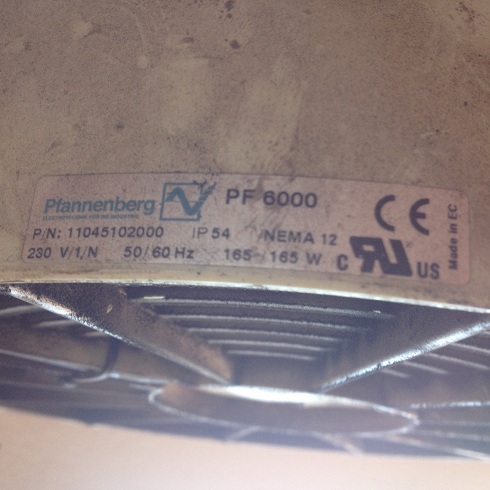 Pfannenberg PF 6000
P/N: 11045102000 IP 54 NEMA 12
230 V/1/N 50/60 Hz 165 / 165 W
CE
C RU US
Made in EC